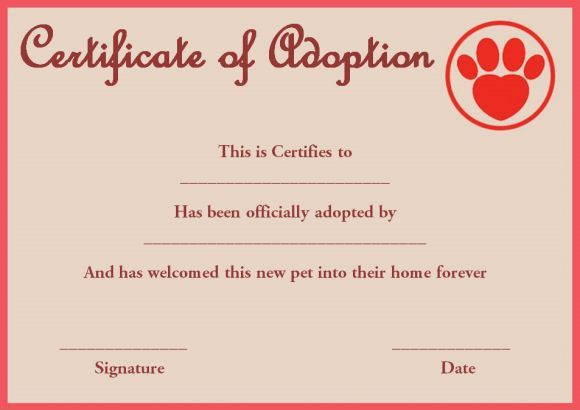 Certificate of Adoption
This is Certifies to
Has been officially adopted by
And has welcomed this new pet into their home forever
Signature
Date